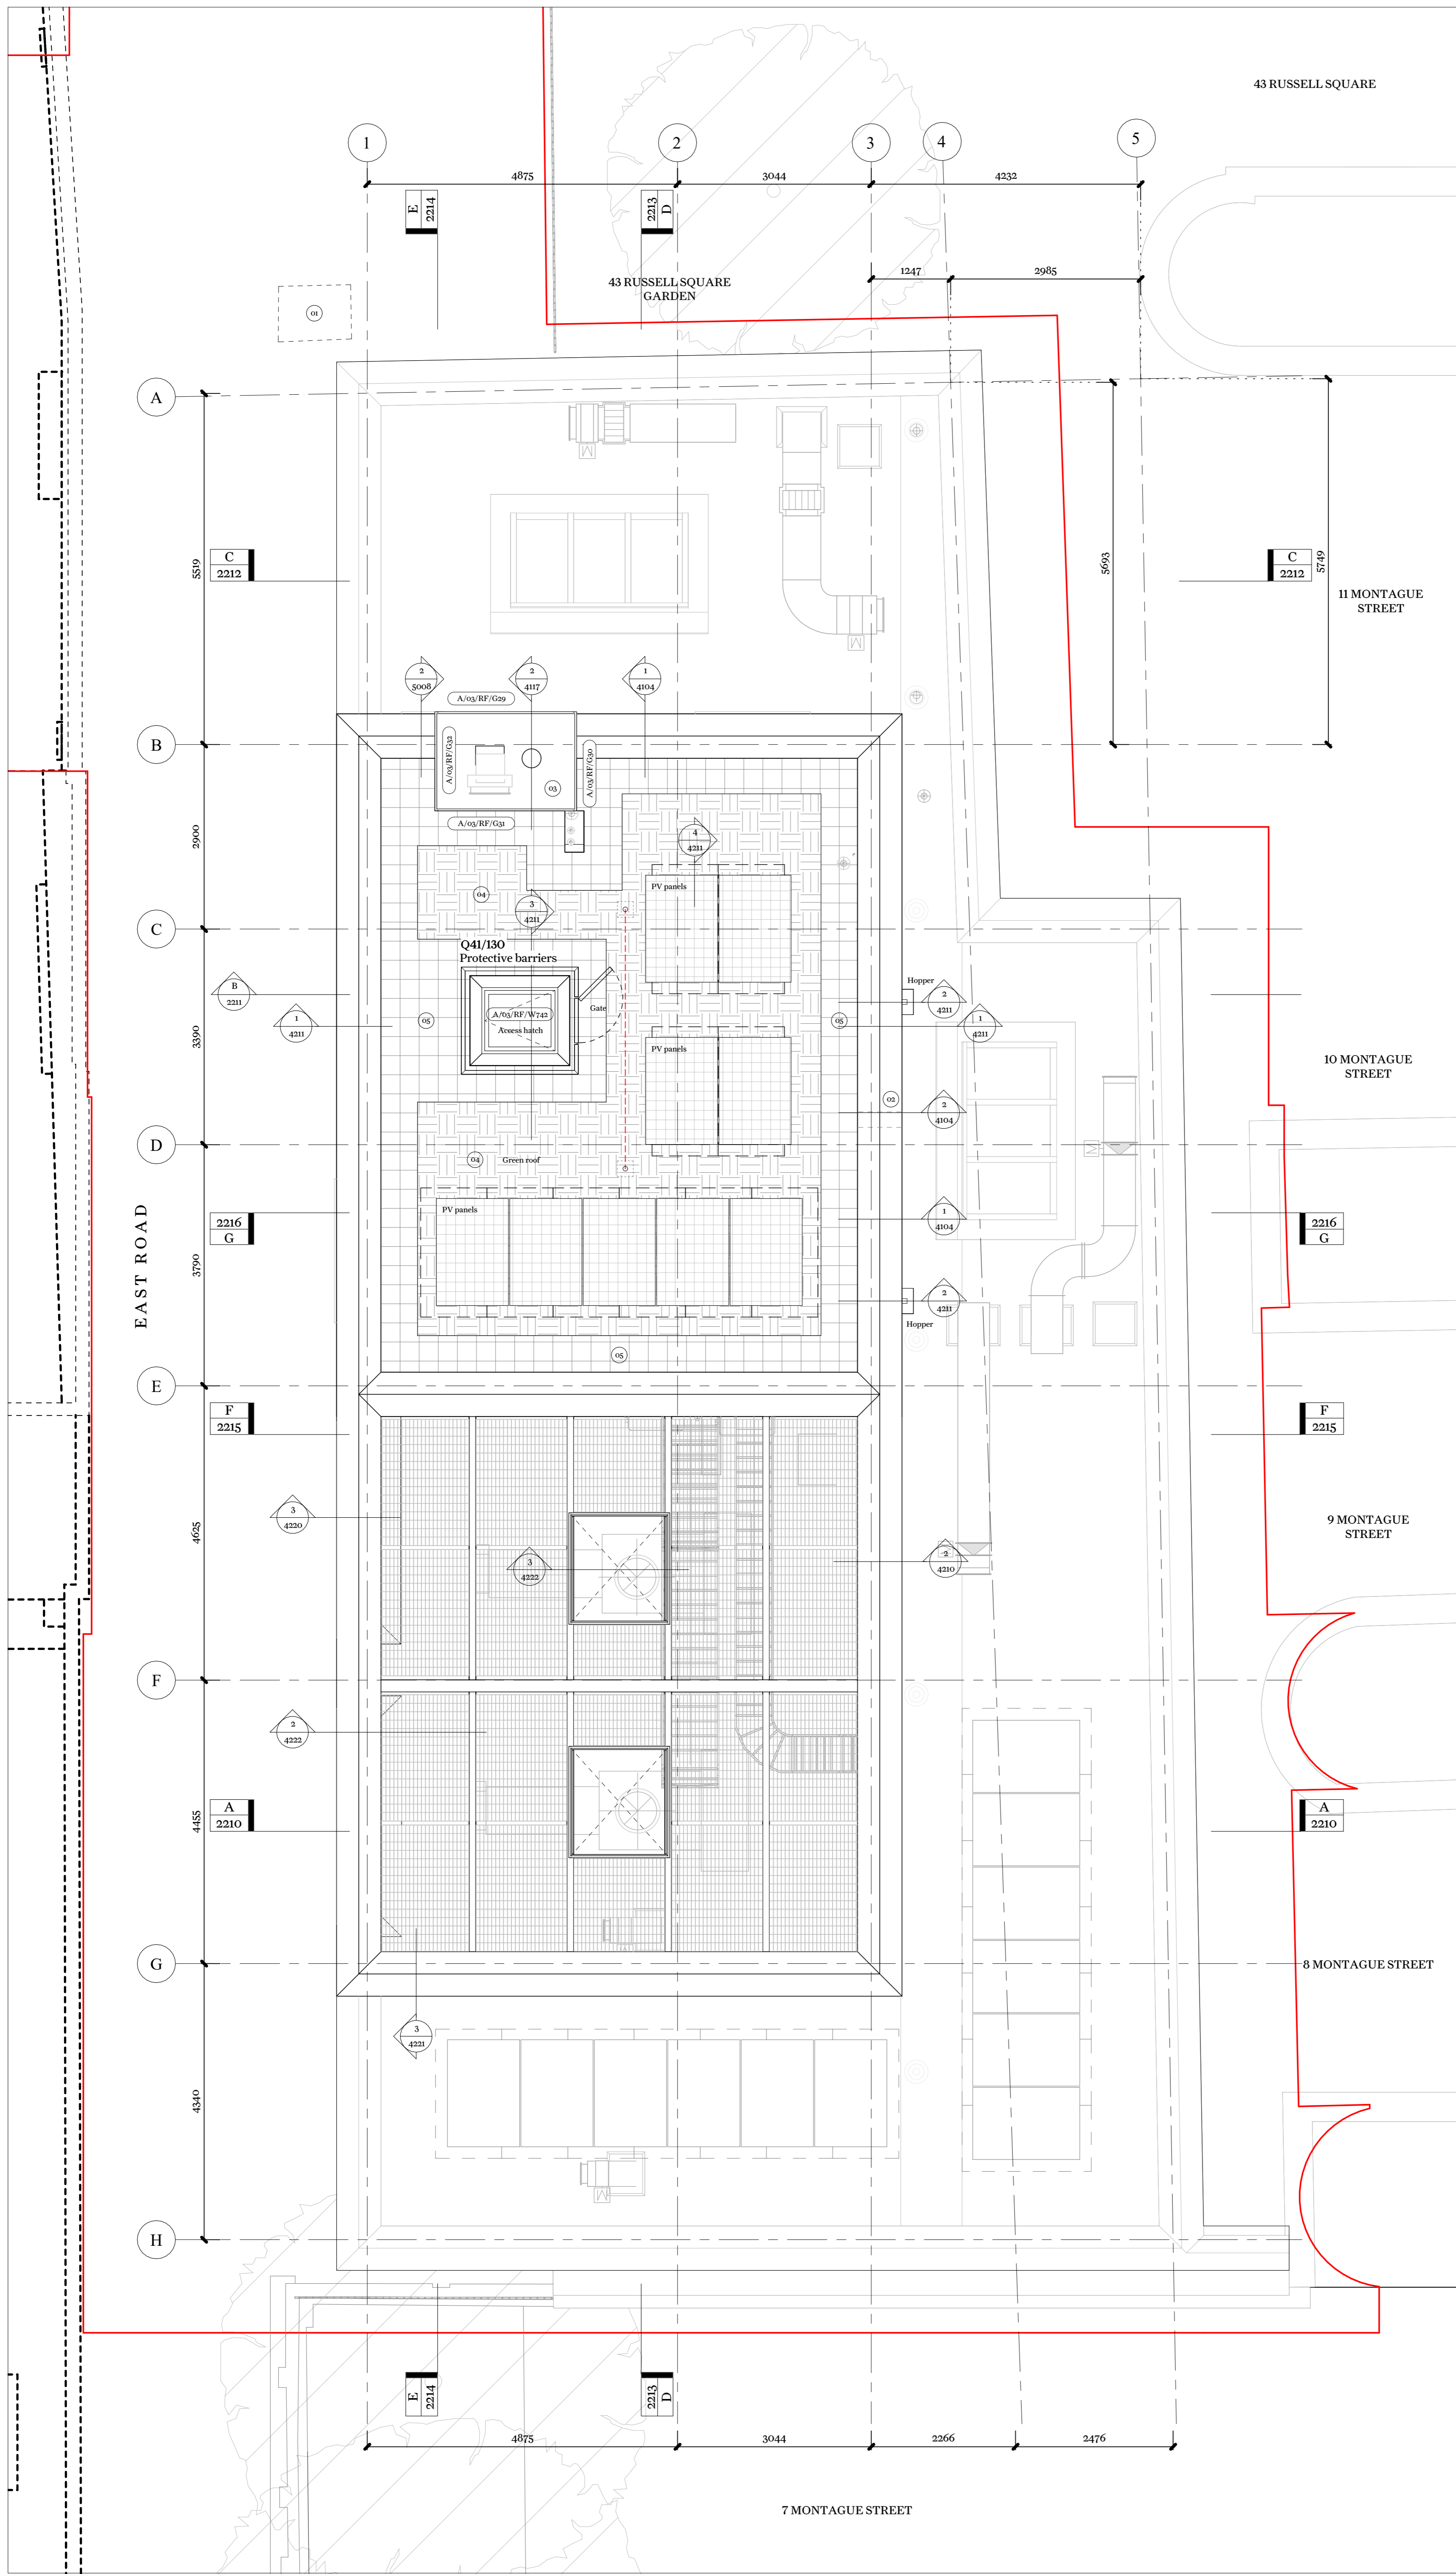 43 RUSSELL SQUARE
1
2
3
4
5
4875
3044
4232
E
2214
2213
D
1247
2985
43 RUSSELL SQUARE
GARDEN
01
A
5519
5693
5749
C
2212
C
2212
11 MONTAGUE
STREET
2
5008
2
4117
1
4104
A/03/RF/G29
A/03/RF/G32
A/03/RF/G30
03
B
A/03/RF/G31
2900
4
4211
PV panels
04
3
4211
C
Q41/130
Protective barriers
B
2211
Hopper
2
4211
Gate
A/03/RF/W742
Access hatch
1
4211
05
05
1
4211
3390
PV panels
10 MONTAGUE
STREET
02
2
4104
D
04
Green roof
EAST ROAD
PV panels
1
4104
2216
G
2216
G
3790
2
4211
Hopper
05
E
F
2215
F
2215
3
4220
9 MONTAGUE
STREET
4625
3
4222
2
4210
F
2
4222
A
2210
A
2210
4455
G
8 MONTAGUE STREET
3
4221
4340
H
E
2214
2213
D
4875
3044
2266
2476
7 MONTAGUE STREET